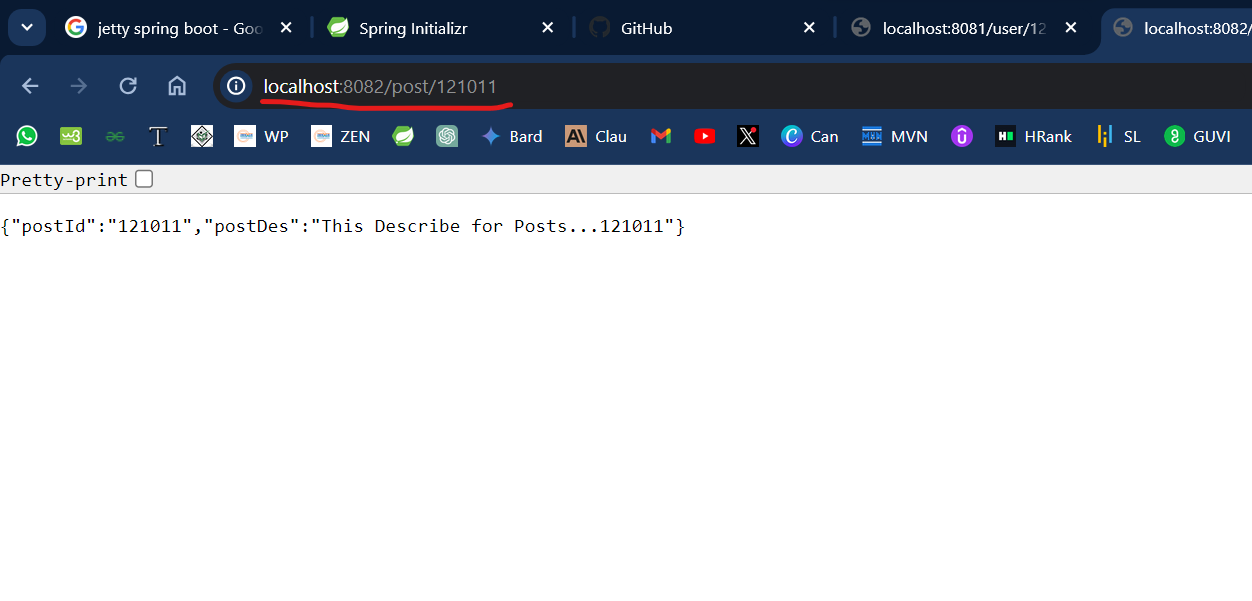 jetty spring boot - Goo
Spring Initializr
GitHub
localhost:8081/user/12
localhost:8082/
localhost:8082/post/121011
W3 T WP ZEN Bard A\ Clau X C Can MVN HRank SL GUVI
Pretty-print
{"postId":"121011","postDes":"This Describe for Posts...121011"}